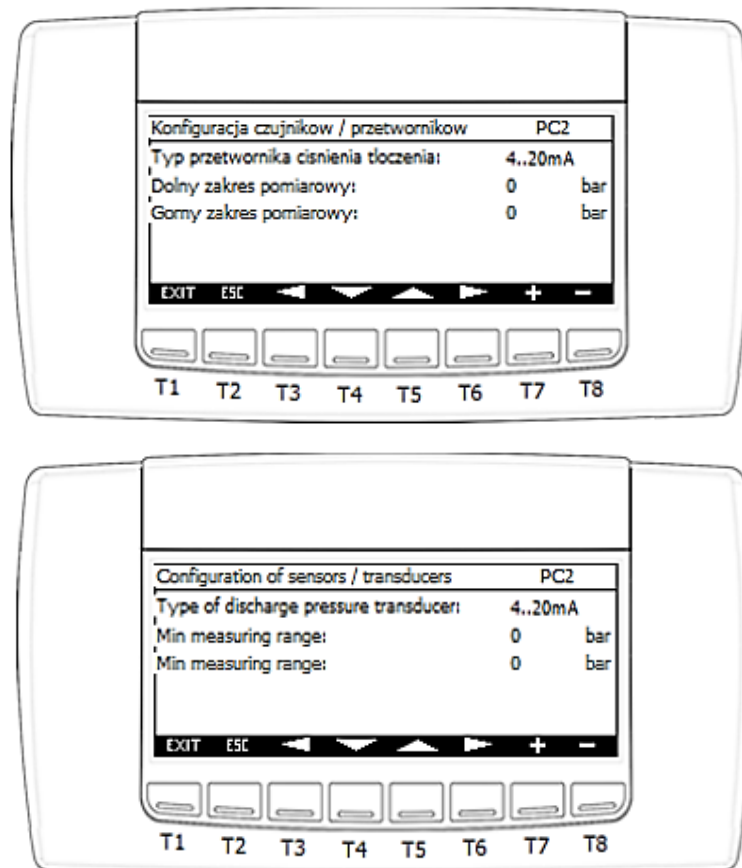 Konfiguracja czujnikow / przetwornikow PC2
Typ przetwornika cisnienia tloczenia: 4..20mA
Dolny zakres pomiarowy: 0 bar
Gorny zakres pomiarowy: 0 bar
EXIT ESC + -
T1 T2 T3 T4 T5 T6 T7 T8
Configuration of sensors / transducers PC2
Type of discharge pressure transducer: 4..20mA
Min measuring range: 0 bar
Min measuring range: 0 bar
EXIT ESC + -
T1 T2 T3 T4 T5 T6 T7 T8